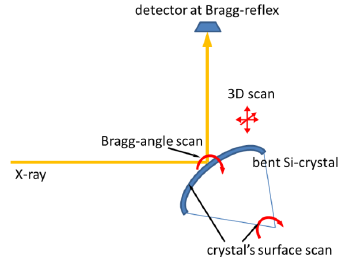 detector at Bragg-reflex
3D scan
Bragg-angle scan
bent Si-crystal
X-ray
crystal's surface scan